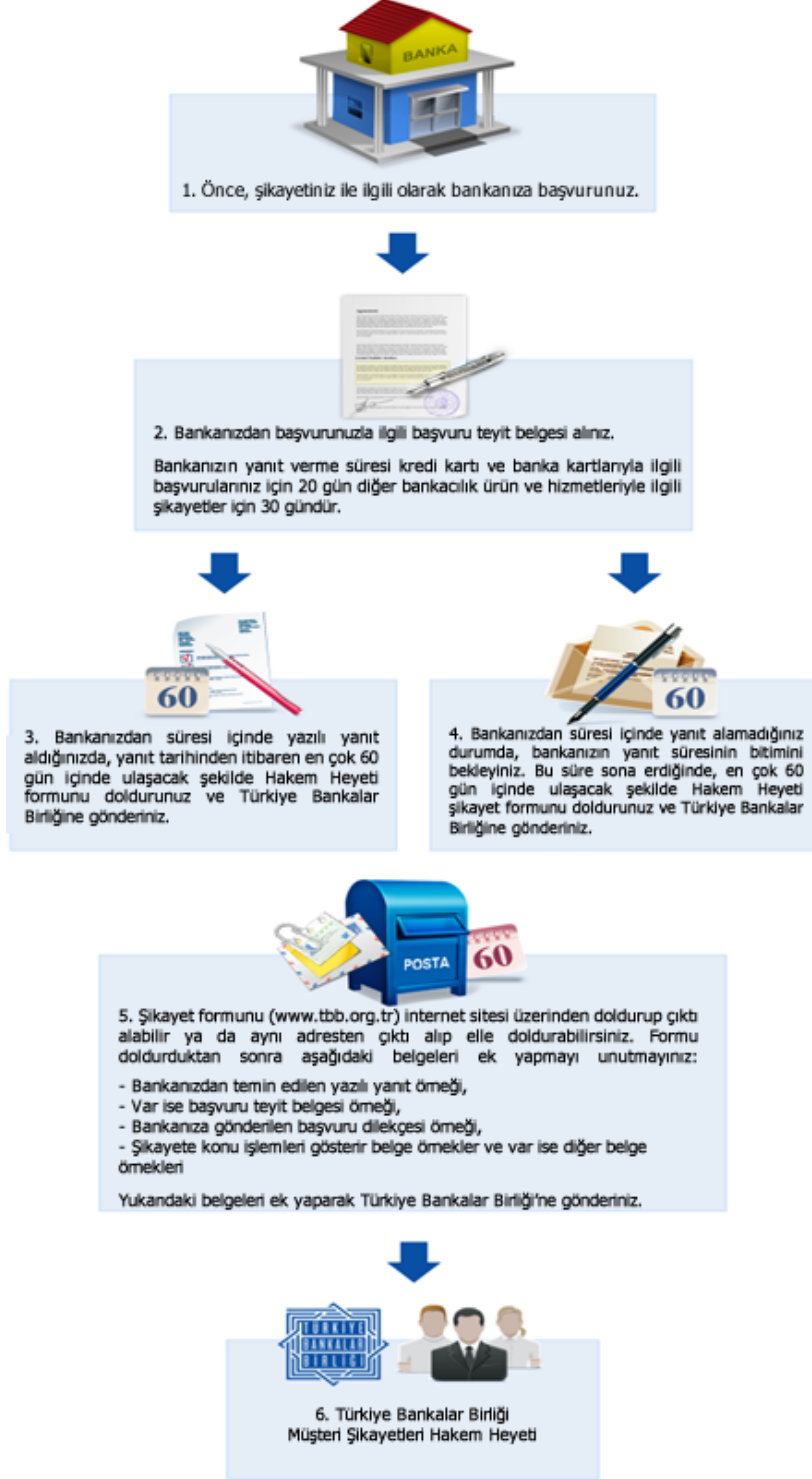 BANKA
1. Önce, şikayetiniz ile ilgili olarak bankanıza başvurunuz.
2. Bankanızdan başvurunuzla ilgili başvuru teyit belgesi alınız.
Bankanızın yanıt verme süresi kredi kartı ve banka kartlarıyla ilgili
başvurularınız için 20 gün diğer bankacılık ürün ve hizmetleriyle ilgili
şikayetler için 30 gündür.
60
3. Bankanızdan süresi içinde yazılı yanıt
aldığınızda, yanıt tarihinden itibaren en çok 60
gün içinde ulaşacak şekilde Hakem Heyeti
formunu doldurunuz ve Türkiye Bankalar
Birliğine gönderiniz.
60
4. Bankanızdan süresi içinde yanıt alamadığınız
durumda, bankanızın yanıt süresinin bitimini
bekleyiniz. Bu süre sona erdiğinde, en çok 60
gün içinde ulaşacak şekilde Hakem Heyeti
şikayet formunu doldurunuz ve Türkiye Bankalar
Birliğine gönderiniz.
POSTA
60
5. Şikayet formunu (www.tbb.org.tr) internet sitesi üzerinden doldurup çıktı
alabilir ya da aynı adresten çıktı alıp elle doldurabilirsiniz. Formu
doldurduktan sonra aşağıdaki belgeleri ek yapmayı unutmayınız:
- Bankanızdan temin edilen yazılı yanıt örneği,
- Var ise başvuru teyit belgesi örneği,
- Bankanıza gönderilen başvuru dilekçesi örneği,
- Şikayete konu işlemleri gösterir belge örnekler ve var ise diğer belge
örnekleri
Yukarıdaki belgeleri ek yaparak Türkiye Bankalar Birliği'ne gönderiniz.
TÜRKİYE
BANKALAR
BİRLİĞİ
6. Türkiye Bankalar Birliği
Müşteri Şikayetleri Hakem Heyeti